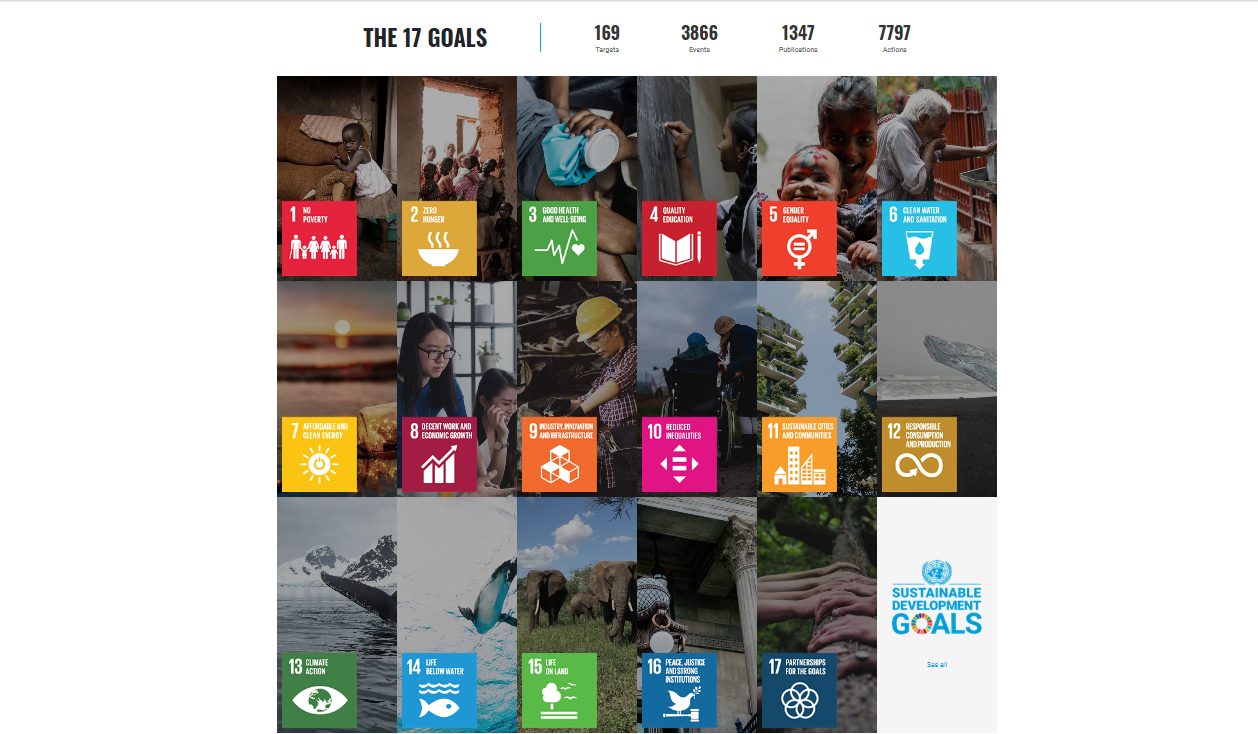 THE 17 GOALS
169
Targets
3866
Events
1347
Publications
7797
Actions
1 NO
POVERTY
2 ZERO
HUNGER
3 GOOD HEALTH
AND WELL-BEING
4 QUALITY
EDUCATION
5 GENDER
EQUALITY
6 CLEAN WATER
AND SANITATION
7 AFFORDABLE AND
CLEAN ENERGY
8 DECENT WORK AND
ECONOMIC GROWTH
9 INDUSTRY, INNOVATION
AND INFRASTRUCTURE
10 REDUCED
INEQUALITIES
11 SUSTAINABLE CITIES
AND COMMUNITIES
12 RESPONSIBLE
CONSUMPTION
AND PRODUCTION
13 CLIMATE
ACTION
14 LIFE
BELOW WATER
15 LIFE
ON LAND
16 PEACE, JUSTICE
AND STRONG
INSTITUTIONS
17 PARTNERSHIPS
FOR THE GOALS
SUSTAINABLE
DEVELOPMENT
GOALS
See all